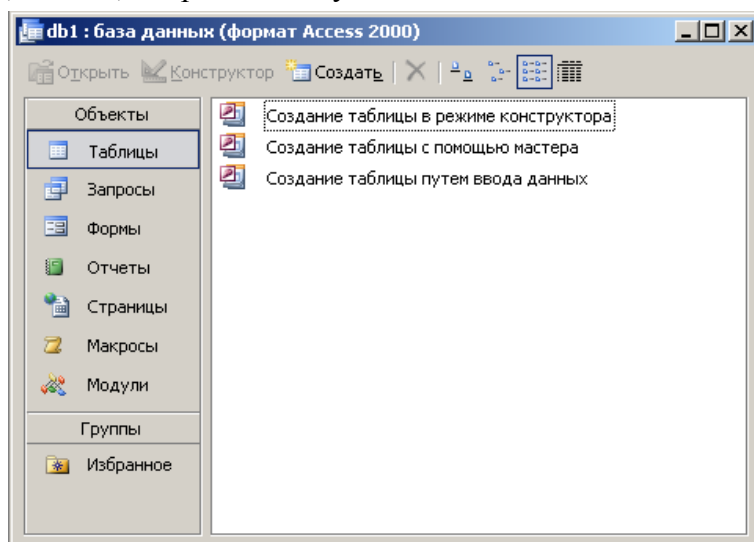 db1 : база данных (формат Access 2000)
Открыть Конструктор Создать
Объекты
Таблицы
Запросы
Формы
Отчеты
Страницы
Макросы
Модули
Группы
Избранное
Создание таблицы в режиме конструктора
Создание таблицы с помощью мастера
Создание таблицы путем ввода данных